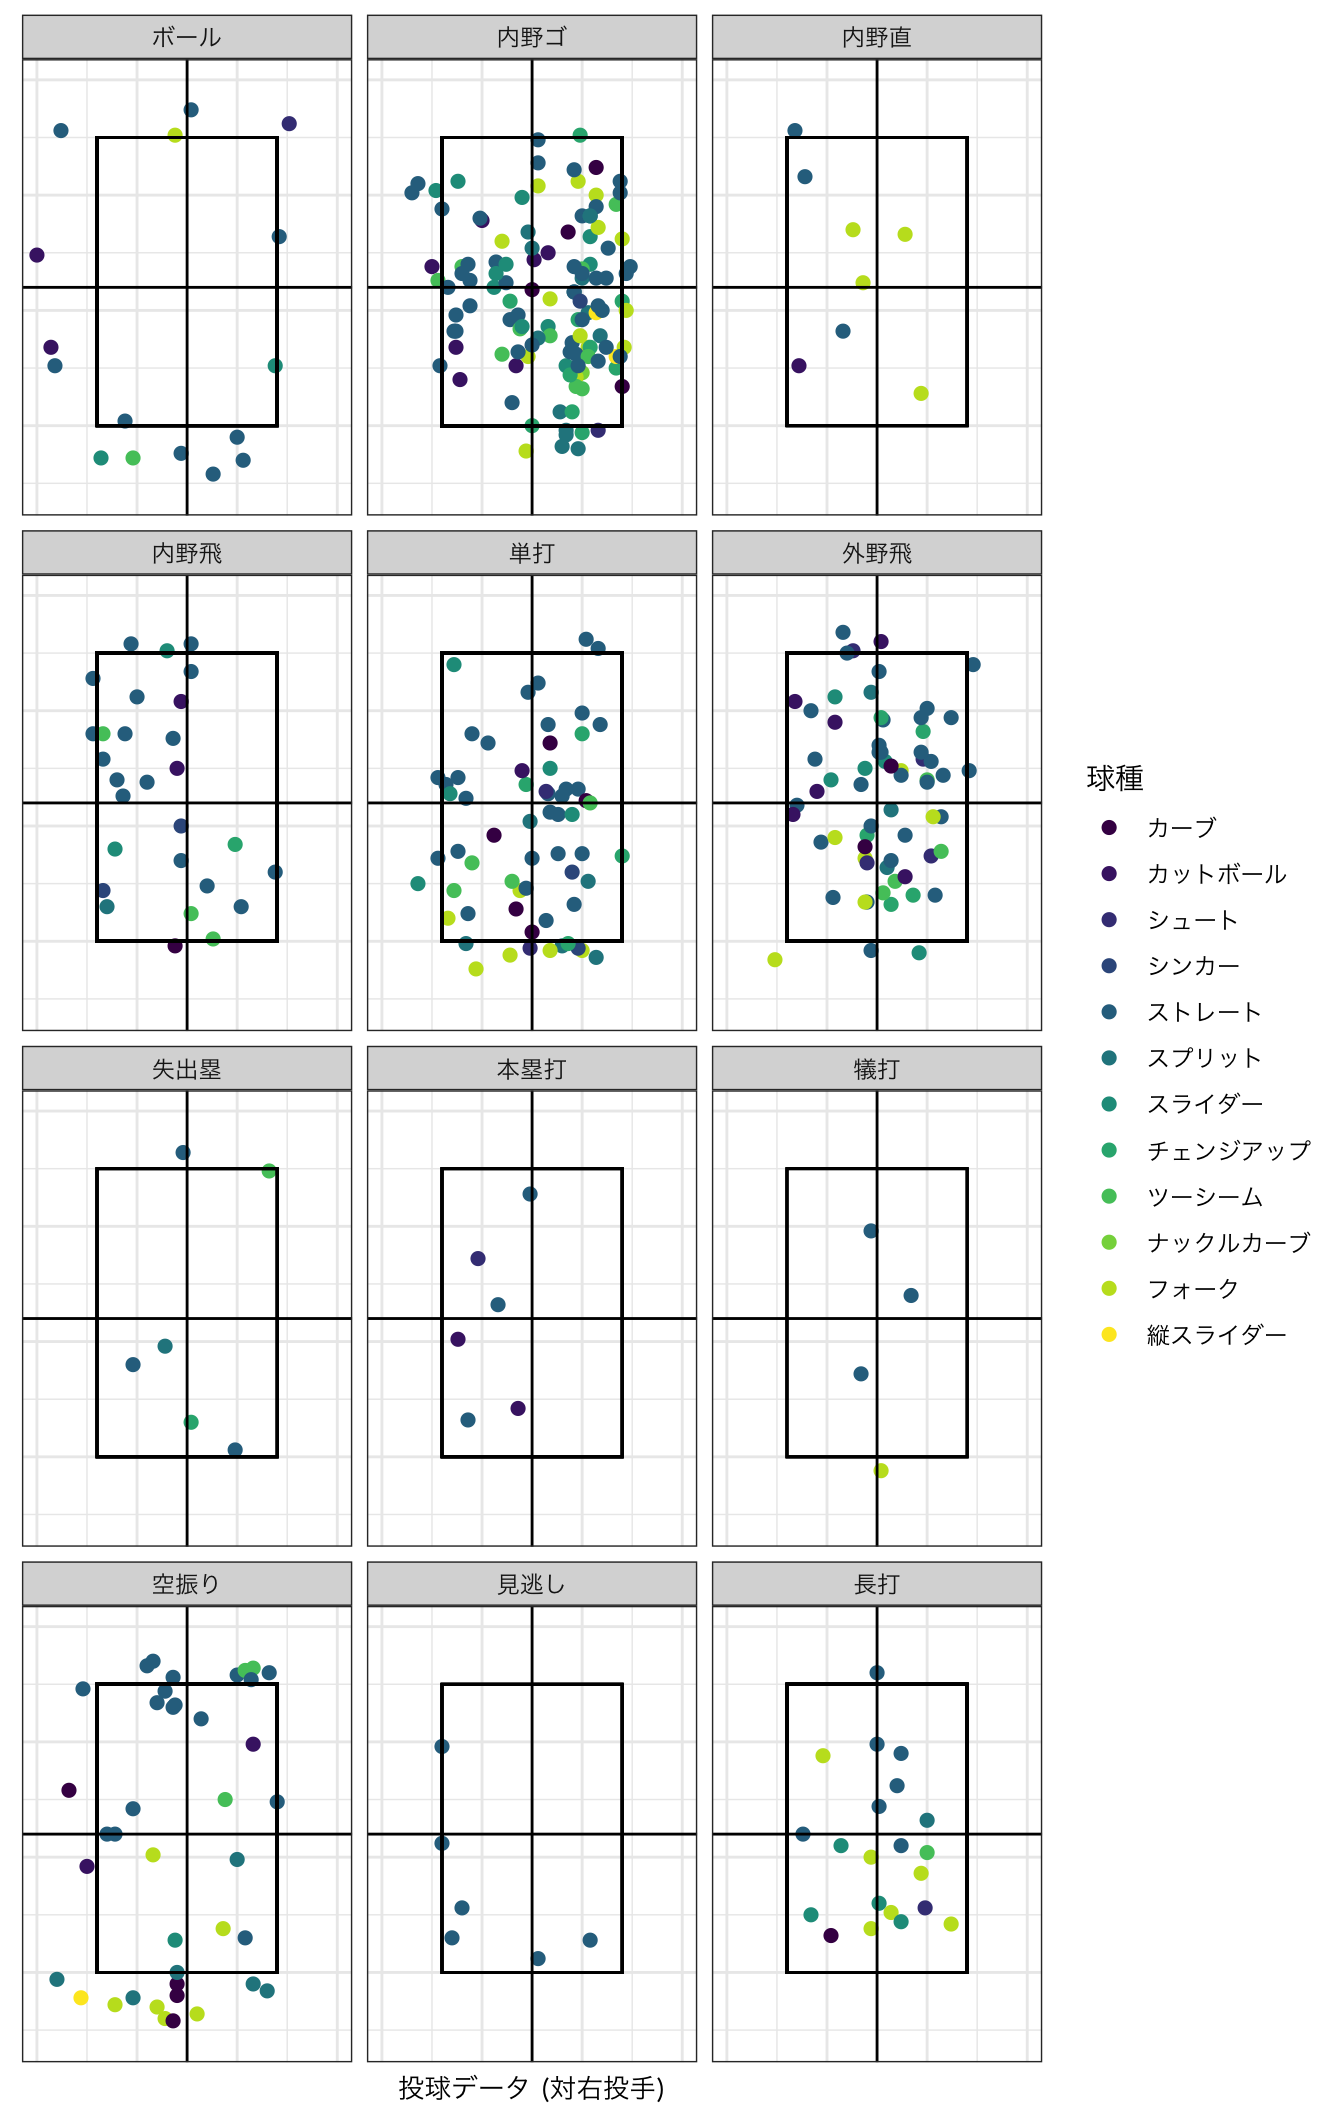 ボール
内野ゴ
内野直
内野飛
単打
外野飛
失出塁
本塁打
犠打
空振り
見逃し
長打
投球データ (対右投手)
球種
カーブ
カットボール
シュート
シンカー
ストレート
スプリット
スライダー
チェンジアップ
ツーシーム
ナックルカーブ
フォーク
縦スライダー